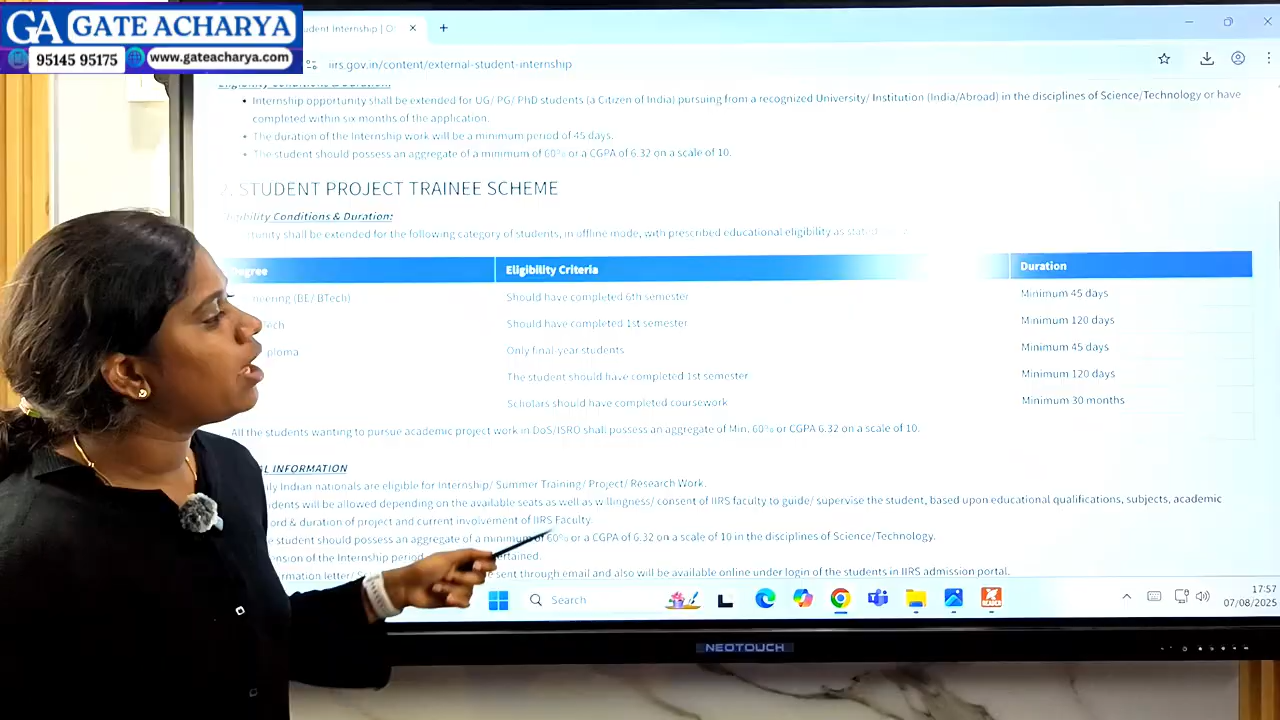 GA GATE ACHARYA
95145 95175 www.gateacharya.com
udent Internship | O
iirs.gov.in/content/external-student-internship
Eligibility Conditions & Duration:
Internship opportunity shall be extended for UG/ PG/ PhD students (a Citizen of India) pursuing from a recognized University/ Institution (India/Abroad) in the disciplines of Science/Technology or have
completed within six months of the application.
The duration of the Internship work will be a minimum period of 45 days.
The student should possess an aggregate of a minimum of 60% or a CGPA of 6.32 on a scale of 10.
2. STUDENT PROJECT TRAINEE SCHEME
Eligibility Conditions & Duration:
tunity shall be extended for the following category of students, in offline mode, with prescribed educational eligibility as stated
Degree Eligibility Criteria Duration
neering (BE/ BTech) Should have completed 6th semester Minimum 45 days
ech Should have completed 1st semester Minimum 120 days
ploma Only final-year students Minimum 45 days
The student should have completed 1st semester Minimum 120 days
Scholars should have completed coursework Minimum 30 months
All the students wanting to pursue academic project work in DoS/ISRO shall possess an aggregate of Min. 60% or CGPA 6.32 on a scale of 10.
AL INFORMATION
nly Indian nationals are eligible for Internship/ Summer Training/ Project/ Research Work.
udents will be allowed depending on the available seats as well as willingness/ consent of IIRS faculty to guide/ supervise the student, based upon educational qualifications, subjects, academic
ord & duration of project and current involvement of IIRS Faculty.
e student should possess an aggregate of a minimum of 60% or a CGPA of 6.32 on a scale of 10 in the disciplines of Science/Technology.
ension of the Internship period ertained.
ormation letter/ sent through email and also will be available online under login of the students in IIRS admission portal.
Search
17:57
07/08/2025
NEOTOUCH